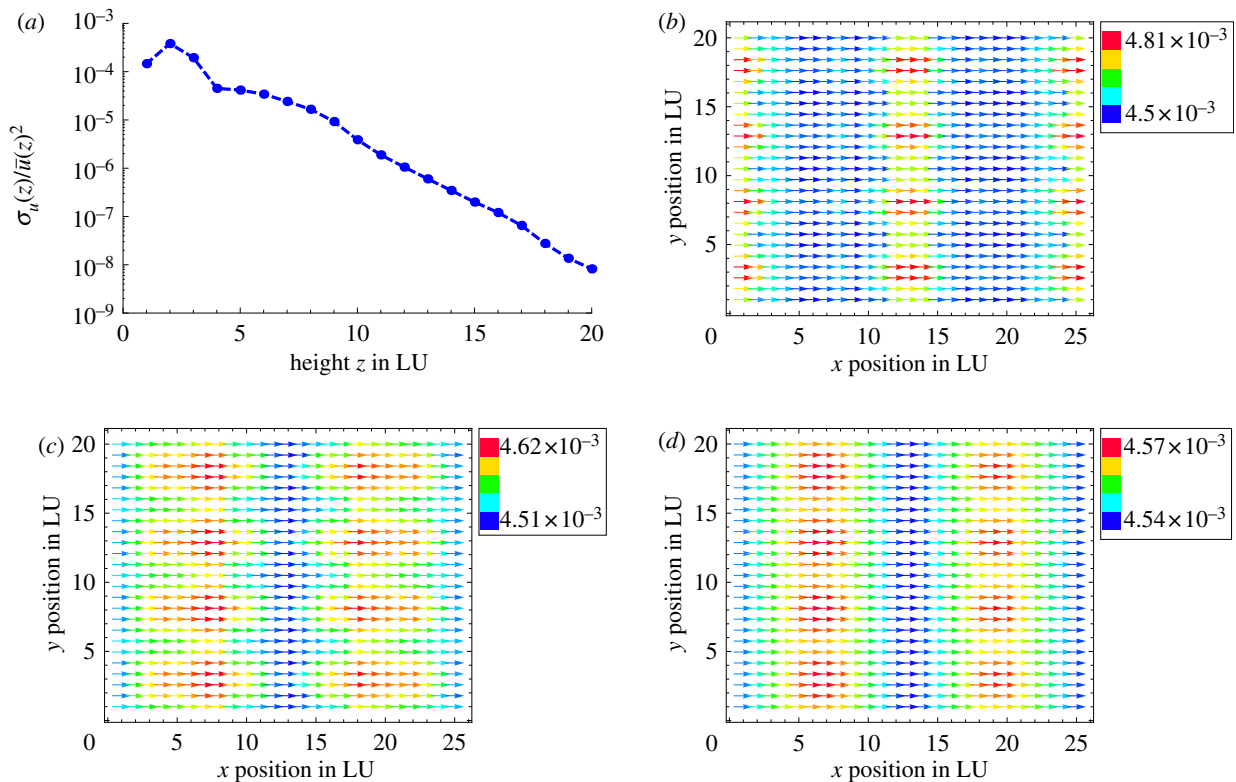 (a)
10⁻³
10⁻⁴
10⁻⁵
10⁻⁶
10⁻⁷
10⁻⁸
10⁻⁹
σᵤ(z)/ū(z)²
0 5 10 15 20
height z in LU
(b)
20
15
10
5
0 5 10 15 20 25
y position in LU
x position in LU
4.81×10⁻³
4.5×10⁻³
(c)
20
15
10
5
0 5 10 15 20 25
y position in LU
x position in LU
4.62×10⁻³
4.51×10⁻³
(d)
20
15
10
5
0 5 10 15 20 25
y position in LU
x position in LU
4.57×10⁻³
4.54×10⁻³